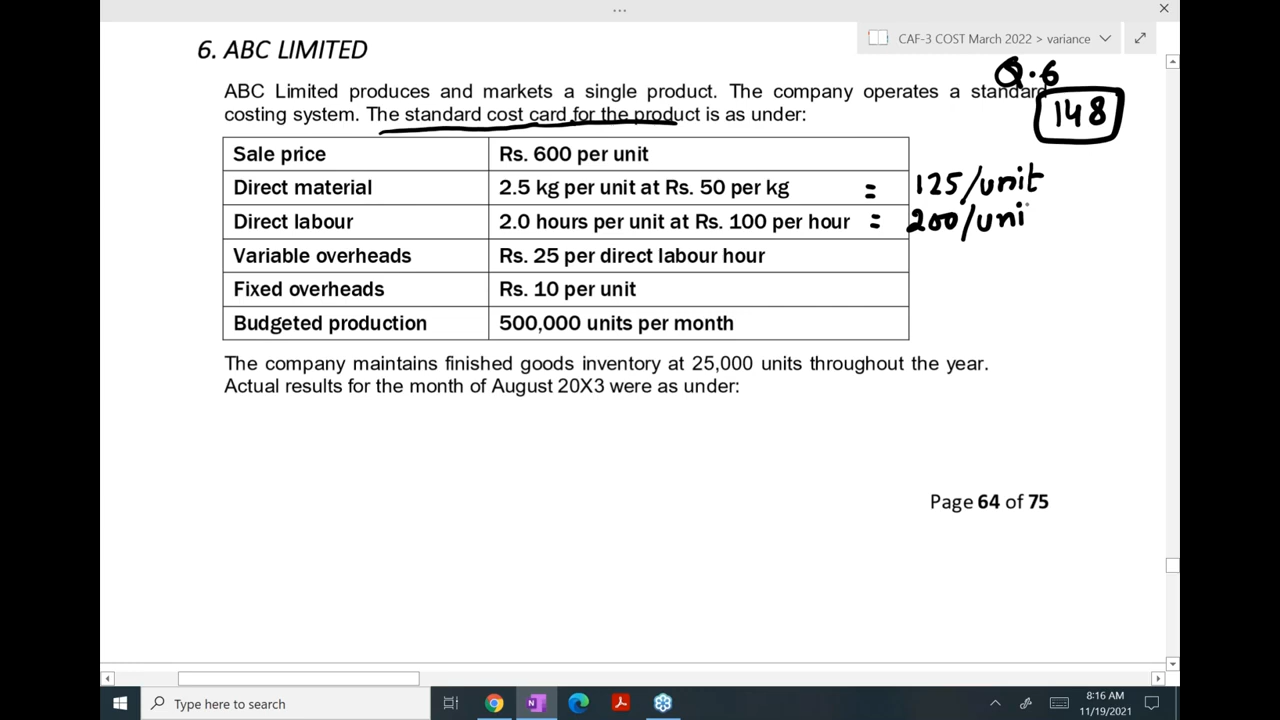 6. ABC LIMITED
CAF-3 COST March 2022 > variance
Q.6
148
ABC Limited produces and markets a single product. The company operates a standard
costing system. The standard cost card for the product is as under:
Sale price Rs. 600 per unit
Direct material 2.5 kg per unit at Rs. 50 per kg = 125/unit
Direct labour 2.0 hours per unit at Rs. 100 per hour = 200/uni
Variable overheads Rs. 25 per direct labour hour
Fixed overheads Rs. 10 per unit
Budgeted production 500,000 units per month
The company maintains finished goods inventory at 25,000 units throughout the year.
Actual results for the month of August 20X3 were as under:
Page 64 of 75
Type here to search
8:16 AM
11/19/2021